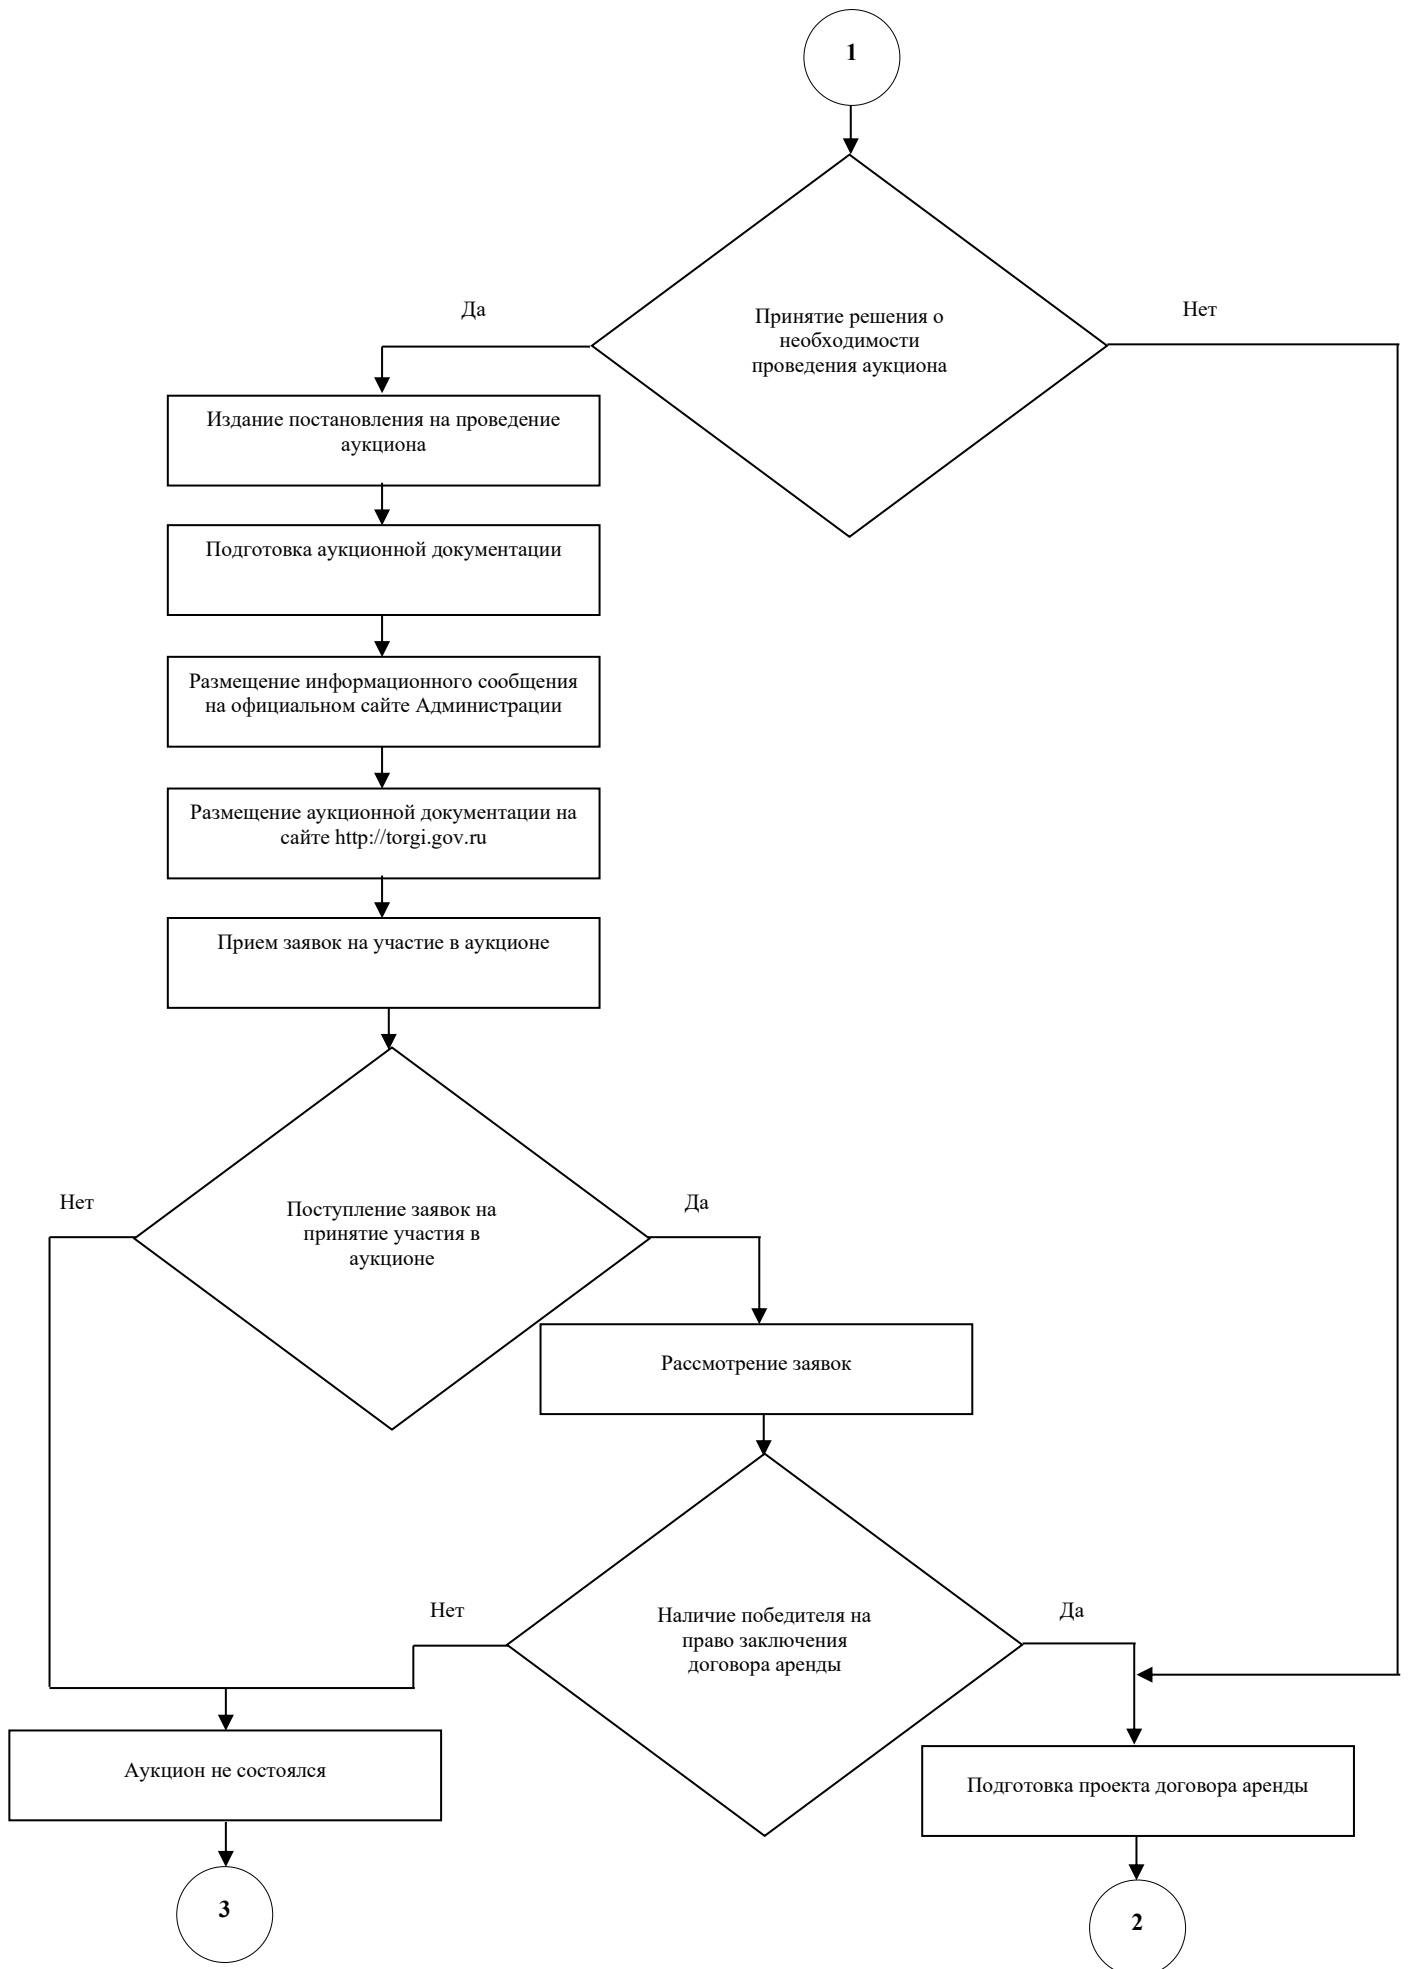 1
Да
Принятие решения о
необходимости
проведения аукциона
Нет
Издание постановления на проведение
аукциона
Подготовка аукционной документации
Размещение информационного сообщения
на официальном сайте Администрации
Размещение аукционной документации на
сайте http://torgi.gov.ru
Прием заявок на участие в аукционе
Нет
Поступление заявок на
принятие участия в
аукционе
Да
Рассмотрение заявок
Нет
Наличие победителя на
право заключения
договора аренды
Да
Аукцион не состоялся
Подготовка проекта договора аренды
3
2